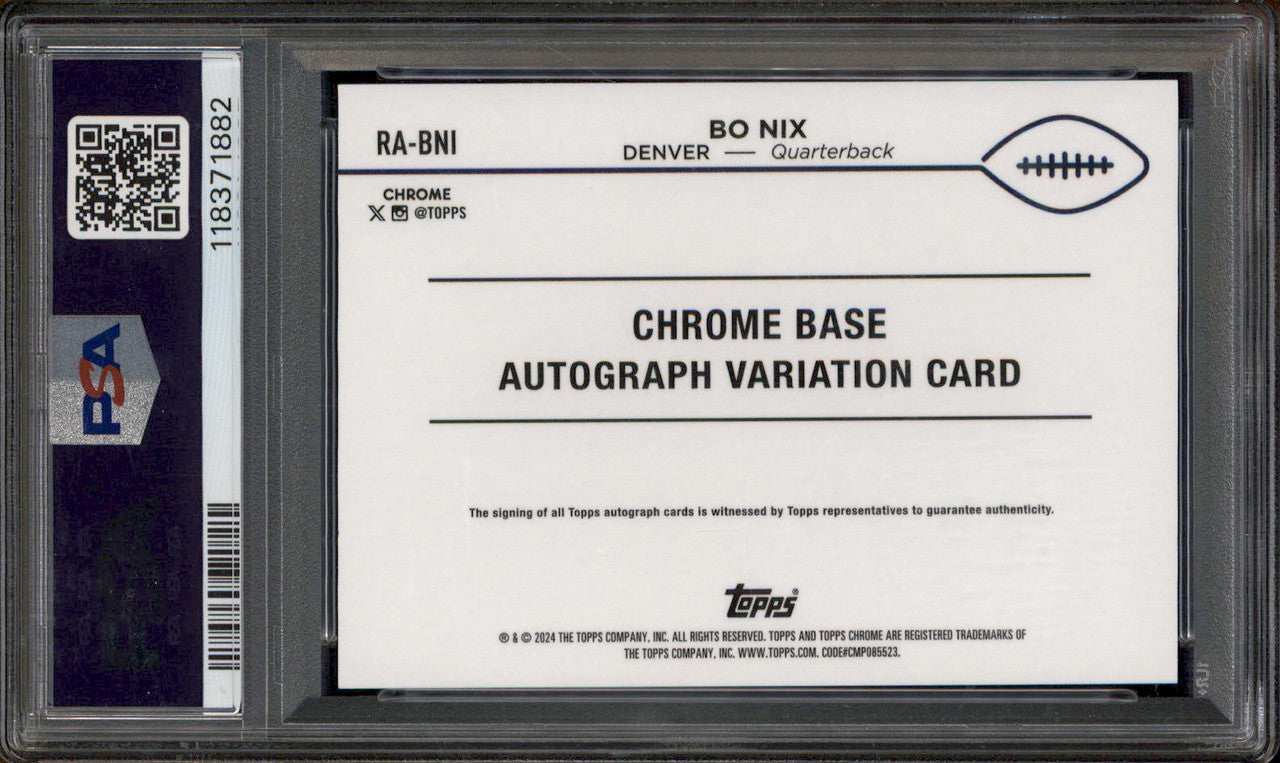 118371882
PSA
RA-BNI
BO NIX
DENVER — Quarterback
CHROME
@TOPPS
CHROME BASE
AUTOGRAPH VARIATION CARD
The signing of all Topps autograph cards is witnessed by Topps representatives to guarantee authenticity.
Topps®
® & © 2024 THE TOPPS COMPANY, INC. ALL RIGHTS RESERVED. TOPPS AND TOPPS CHROME ARE REGISTERED TRADEMARKS OF
THE TOPPS COMPANY, INC. WWW.TOPPS.COM. CODE#CMP085523.